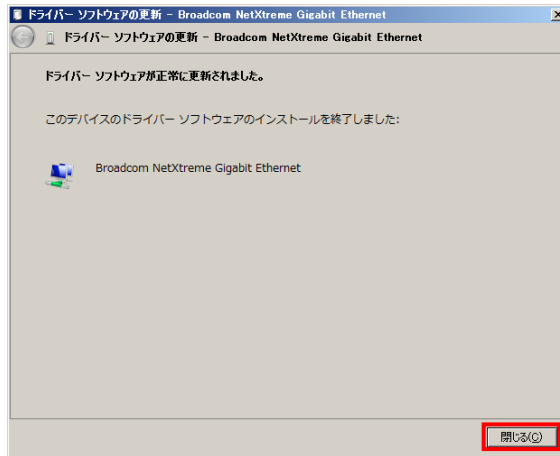 ドライバー ソフトウェアの更新 - Broadcom NetXtreme Gigabit Ethernet
ドライバー ソフトウェアの更新 - Broadcom NetXtreme Gigabit Ethernet
ドライバー ソフトウェアが正常に更新されました。
このデバイスのドライバー ソフトウェアのインストールを終了しました:
Broadcom NetXtreme Gigabit Ethernet
閉じる(C)